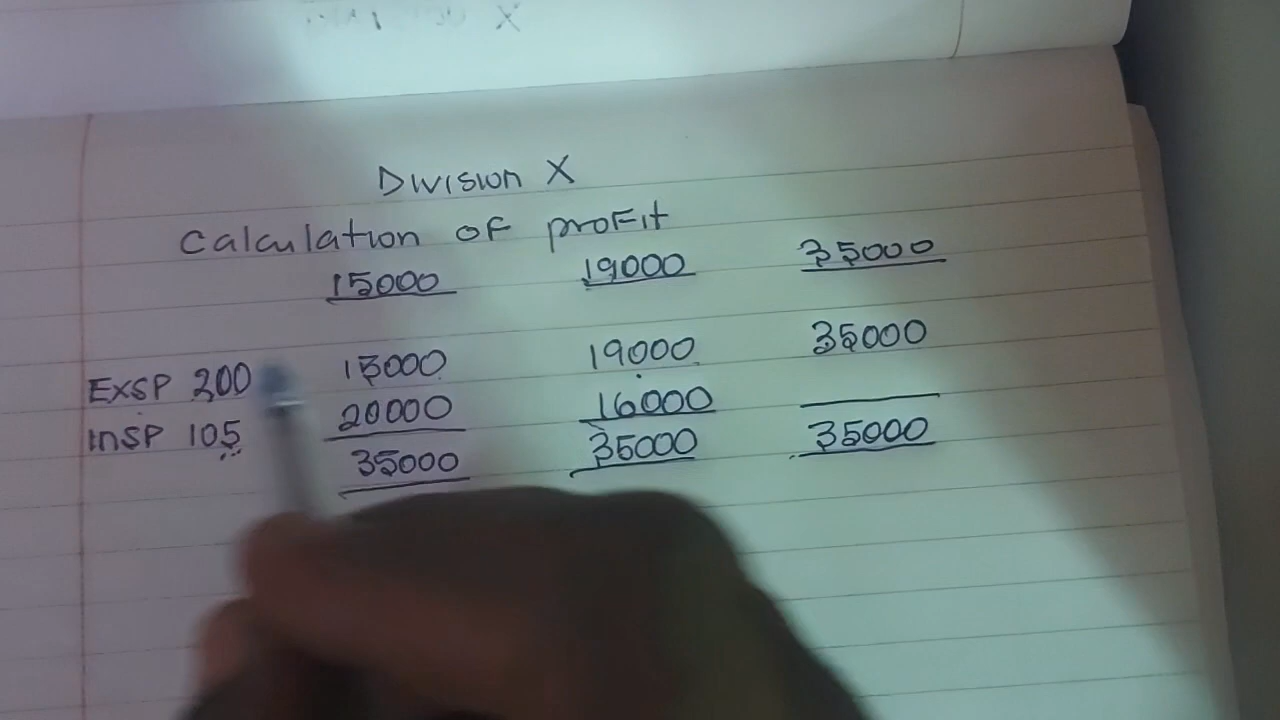 X
Division X
Calculation of profit
15000 19000 35000
EXSP 200 15000 19000 35000
INSP 105 20000 16000
35000 35000 35000